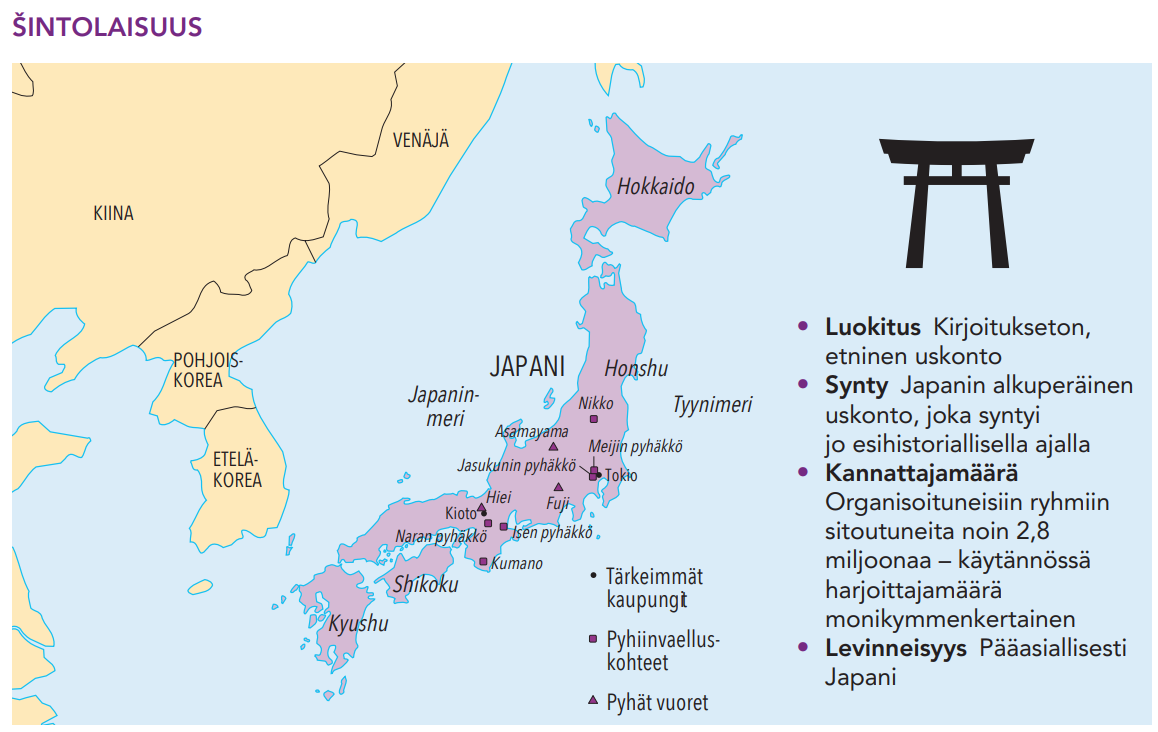 ŠINTOLAISUUS
VENÄJÄ
KIINA
Hokkaido
POHJOIS-
KOREA
JAPANI
Honshu
Japanin-
meri
Tyynimeri
Nikko
Asamayama
Meijin pyhäkkö
ETELÄ-
KOREA
Jasukunin pyhäkkö
Tokio
Hiei
Fuji
Kioto
Naran pyhäkkö
Isen pyhäkkö
Kumano
Shikoku
Kyushu
Tärkeimmät
kaupungit
Pyhiinvaellus-
kohteet
Pyhät vuoret
• Luokitus Kirjoitukseton,
etninen uskonto
• Synty Japanin alkuperäinen
uskonto, joka syntyi
jo esihistoriallisella ajalla
• Kannattajamäärä
Organisoituneisiin ryhmiin
sitoutuneita noin 2,8
miljoonaa – käytännössä
harjoittajamäärä
monikymmenkertainen
• Levinneisyys Pääasiallisesti
Japani